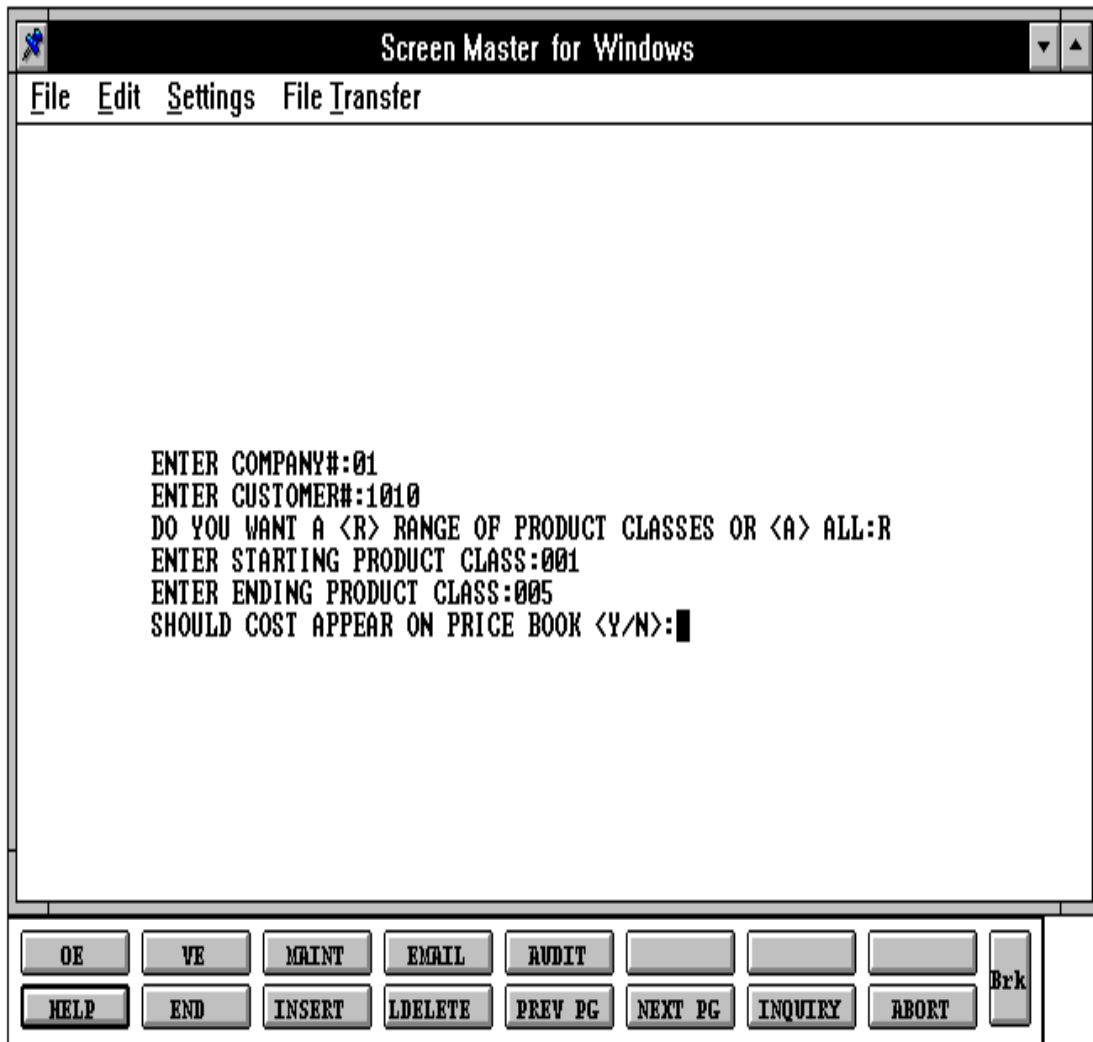 Screen Master for Windows
File Edit Settings File Transfer
ENTER COMPANY#:01
ENTER CUSTOMER#:1010
DO YOU WANT A <R> RANGE OF PRODUCT CLASSES OR <A> ALL:R
ENTER STARTING PRODUCT CLASS:001
ENTER ENDING PRODUCT CLASS:005
SHOULD COST APPEAR ON PRICE BOOK <Y/N>:
OE VE MAINT EMAIL AUDIT
Brk
HELP END INSERT LDELETE PREV PG NEXT PG INQUIRY ABORT